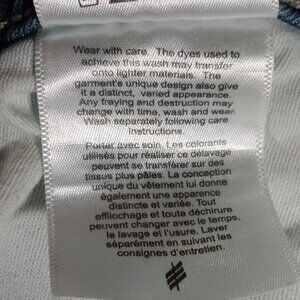 Wear with care. The dyes used to
achieve this wash may transfer
onto lighter materials. The
garment's unique design also give
it a distinct, varied appearance.
Any fraying and destruction may
change with time, wash and wear.
Wash separately following care
instructions.
Porter avec soin. Les colorants
utilisés pour réaliser ce délavage
peuvent se transférer sur des
tissus plus pâles. La conception
unique du vêtement lui donne
également une apparence
distincte et variée. Tout
effilochage et toute déchirure
peuvent changer avec le temps,
le lavage et l'usure. Laver
séparément en suivant les
consignes d'entretien.